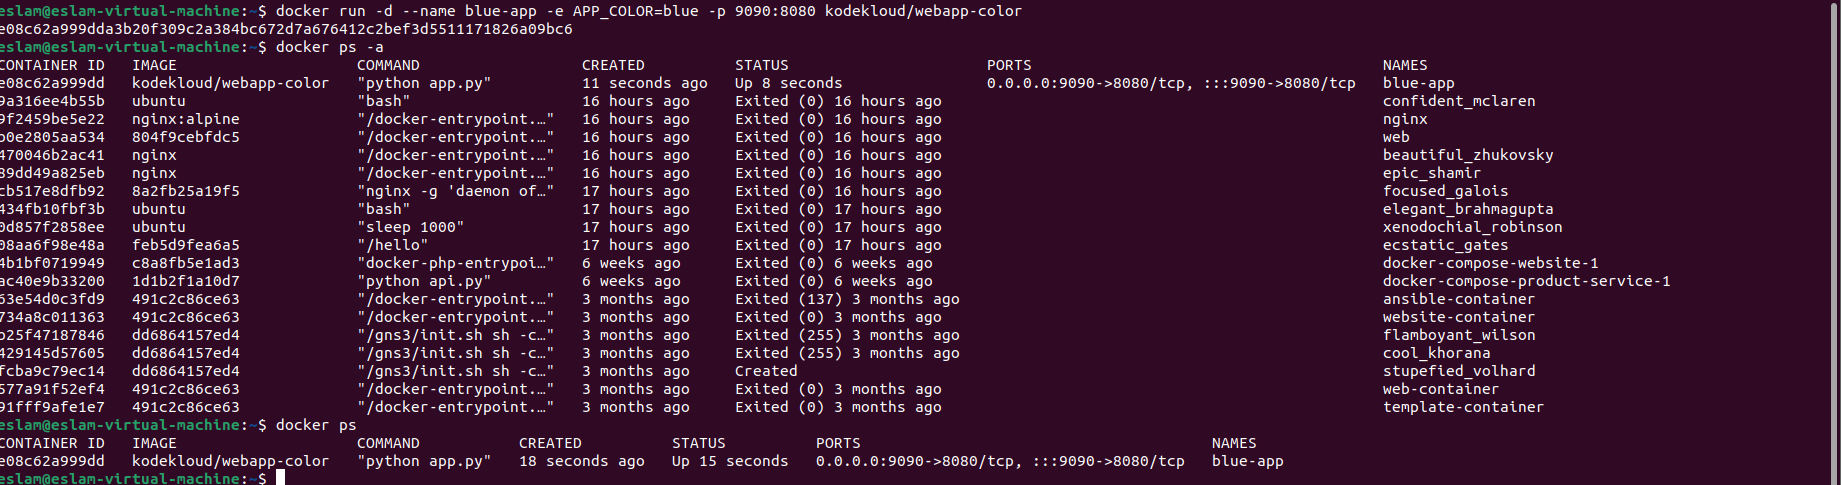 eslam@eslam-virtual-machine:~$ docker run -d --name blue-app -e APP_COLOR=blue -p 9090:8080 kodekloud/webapp-color
e08c62a999dda3b20f309c2a384bc672d7a676412c2bef3d5511171826a09bc6
eslam@eslam-virtual-machine:~$ docker ps -a
CONTAINER ID   IMAGE                    COMMAND                  CREATED          STATUS                      PORTS                                       NAMES
e08c62a999dd   kodekloud/webapp-color   "python app.py"          11 seconds ago   Up 8 seconds                0.0.0.0:9090->8080/tcp, :::9090->8080/tcp   blue-app
9a316ee4b55b   ubuntu                   "bash"                   16 hours ago     Exited (0) 16 hours ago                                                 confident_mclaren
9f2459be5e22   nginx:alpine             "/docker-entrypoint.…"   16 hours ago     Exited (0) 16 hours ago                                                 nginx
b0e2805aa534   804f9cebfdc5             "/docker-entrypoint.…"   16 hours ago     Exited (0) 16 hours ago                                                 web
470046b2ac41   nginx                    "/docker-entrypoint.…"   16 hours ago     Exited (0) 16 hours ago                                                 beautiful_zhukovsky
89dd49a825eb   nginx                    "/docker-entrypoint.…"   16 hours ago     Exited (0) 16 hours ago                                                 epic_shamir
cb517e8dfb92   8a2fb25a19f5             "nginx -g 'daemon of…"   17 hours ago     Exited (0) 16 hours ago                                                 focused_galois
434fb10fbf3b   ubuntu                   "bash"                   17 hours ago     Exited (0) 17 hours ago                                                 elegant_brahmagupta
0d857f2858ee   ubuntu                   "sleep 1000"             17 hours ago     Exited (0) 17 hours ago                                                 xenodochial_robinson
08aa6f98e48a   feb5d9fea6a5             "/hello"                 17 hours ago     Exited (0) 17 hours ago                                                 ecstatic_gates
4b1bf0719949   c8a8fb5e1ad3             "docker-php-entrypoi…"   6 weeks ago      Exited (0) 6 weeks ago                                                  docker-compose-website-1
ac40e9b33200   1d1b2f1a10d7             "python api.py"          6 weeks ago      Exited (0) 6 weeks ago                                                  docker-compose-product-service-1
63e54d0c3fd9   491c2c86ce63             "/docker-entrypoint.…"   3 months ago     Exited (137) 3 months ago                                               ansible-container
734a8c011363   491c2c86ce63             "/docker-entrypoint.…"   3 months ago     Exited (0) 3 months ago                                                 website-container
b25f47187846   dd6864157ed4             "/gns3/init.sh sh -c…"   3 months ago     Exited (255) 3 months ago                                               flamboyant_wilson
429145d57605   dd6864157ed4             "/gns3/init.sh sh -c…"   3 months ago     Exited (255) 3 months ago                                               cool_khorana
fcba9c79ec14   dd6864157ed4             "/gns3/init.sh sh -c…"   3 months ago     Created                                                                 stupefied_volhard
577a91f52ef4   491c2c86ce63             "/docker-entrypoint.…"   3 months ago     Exited (0) 3 months ago                                                 web-container
91fff9afe1e7   491c2c86ce63             "/docker-entrypoint.…"   3 months ago     Exited (0) 3 months ago                                                 template-container
eslam@eslam-virtual-machine:~$ docker ps
CONTAINER ID   IMAGE                    COMMAND           CREATED          STATUS          PORTS                                       NAMES
e08c62a999dd   kodekloud/webapp-color   "python app.py"   18 seconds ago   Up 15 seconds   0.0.0.0:9090->8080/tcp, :::9090->8080/tcp   blue-app
eslam@eslam-virtual-machine:~$